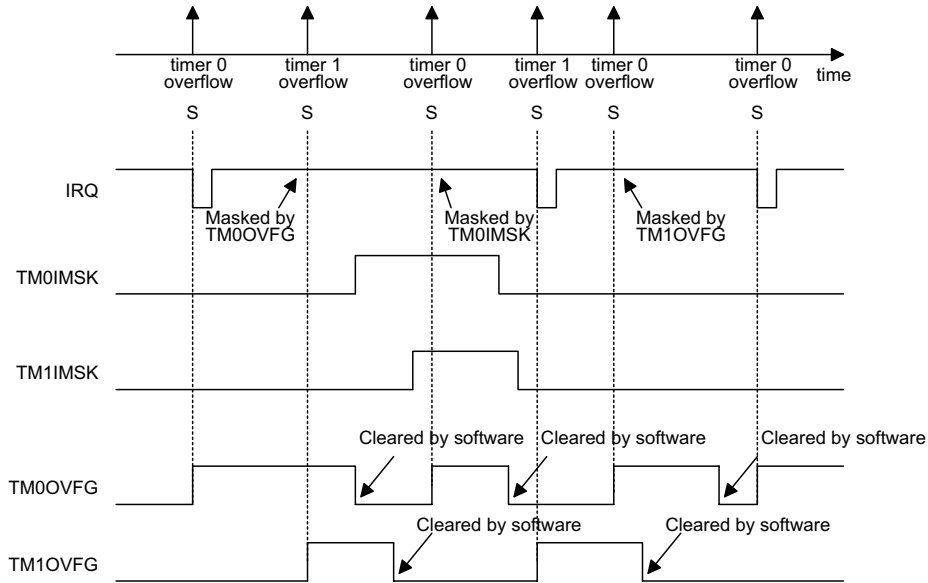 timer 0 overflow
timer 1 overflow
timer 0 overflow
timer 1 overflow
timer 0 overflow
timer 0 overflow
time
S
S
S
S
S
S
IRQ
Masked by TM0OVFG
Masked by TM0IMSK
Masked by TM1OVFG
TM0IMSK
TM1IMSK
Cleared by software
Cleared by software
Cleared by software
TM0OVFG
Cleared by software
Cleared by software
TM1OVFG